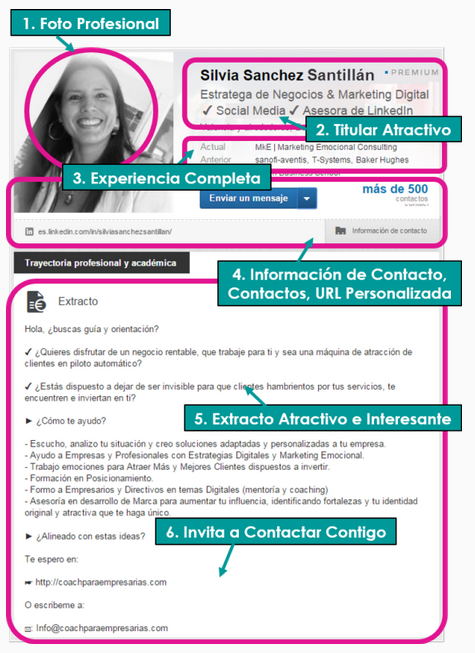 1. Foto Profesional
Silvia Sanchez Santillán
PREMIUM
Estratega de Negocios & Marketing Digital
✓ Social Media ✓ Asesora de LinkedIn
2. Titular Atractivo
Actual MkE | Marketing Emocional Consulting
Anterior sanofi-aventis, T-Systems, Baker Hughes
3. Experiencia Completa
Business School
Enviar un mensaje
más de 500
contactos
es.linkedin.com/in/silviasanchezsantillan/
Información de contacto
Trayectoria profesional y académica
4. Información de Contacto,
Contactos, URL Personalizada
Extracto
Hola, ¿buscas guía y orientación?
✓ ¿Quieres disfrutar de un negocio rentable, que trabaje para ti y sea una máquina de atracción de
clientes en piloto automático?
✓ ¿Estás dispuesto a dejar de ser invisible para que clientes hambrientos por tus servicios, te
encuentren e inviertan en ti?
► ¿Cómo te ayudo?
5. Extracto Atractivo e Interesante
- Escucho, analizo tu situación y creo soluciones adaptadas y personalizadas a tu empresa.
- Ayudo a Empresas y Profesionales con Estrategias Digitales y Marketing Emocional.
- Trabajo emociones para Atraer Más y Mejores Clientes dispuestos a invertir.
- Formación en Posicionamiento.
- Formo a Empresarios y Directivos en temas Digitales (mentoría y coaching)
- Asesoría en desarrollo de Marca para aumentar tu influencia, identificando fortalezas y tu identidad
original y atractiva que te haga único.
► ¿Alineado con estas ideas?
6. Invita a Contactar Contigo
Te espero en:
☛ http://coachparaempresarias.com
O escribeme a:
✉: Info@coachparaempresarias.com